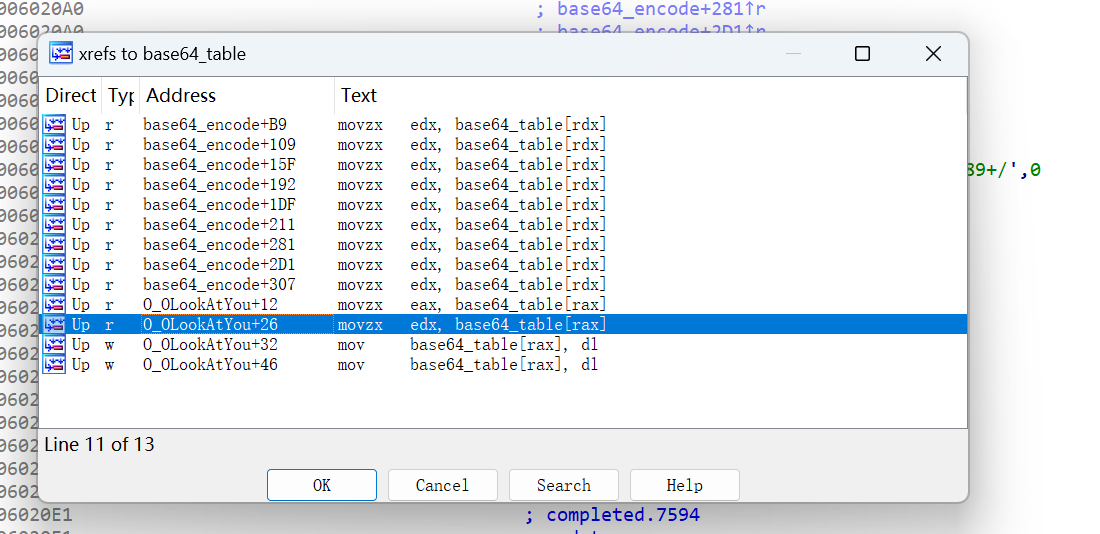 006020A0 ; base64_encode+281↑r
xrefs to base64_table
Direct Typ Address Text
Up r base64_encode+B9 movzx edx, base64_table[rdx]
Up r base64_encode+109 movzx edx, base64_table[rdx]
Up r base64_encode+15F movzx edx, base64_table[rdx]
Up r base64_encode+192 movzx edx, base64_table[rdx]
89+/',0
Up r base64_encode+1DF movzx edx, base64_table[rdx]
Up r base64_encode+211 movzx edx, base64_table[rdx]
Up r base64_encode+281 movzx edx, base64_table[rdx]
Up r base64_encode+2D1 movzx edx, base64_table[rdx]
Up r base64_encode+307 movzx edx, base64_table[rdx]
Up r O_OLookAtYou+12 movzx eax, base64_table[rax]
Up r O_OLookAtYou+26 movzx edx, base64_table[rax]
Up w O_OLookAtYou+32 mov base64_table[rax], dl
Up w O_OLookAtYou+46 mov base64_table[rax], dl
Line 11 of 13
OK Cancel Search Help
006020E1 ; completed.7594